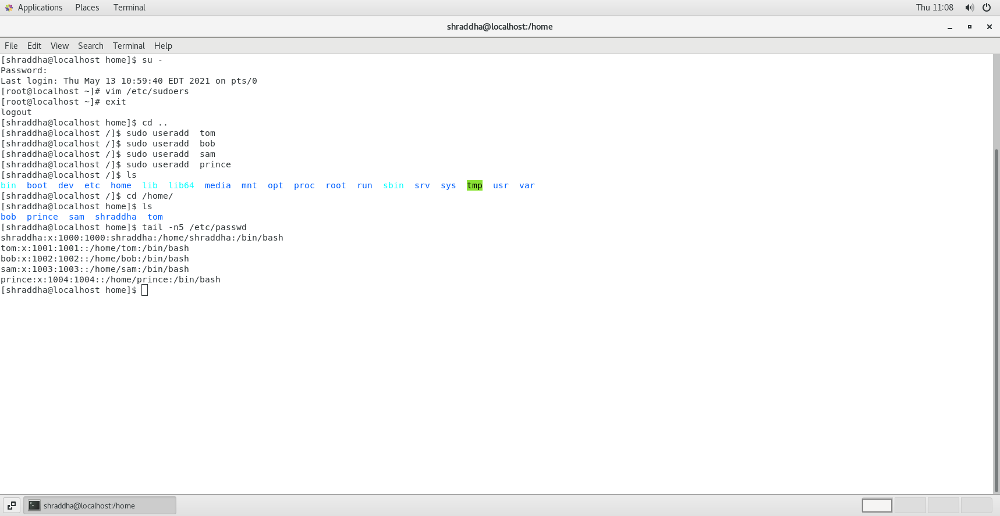 Applications Places Terminal Thu 11:08
shraddha@localhost:/home
File Edit View Search Terminal Help
[shraddha@localhost home]$ su -
Password:
Last login: Thu May 13 10:59:40 EDT 2021 on pts/0
[root@localhost ~]# vim /etc/sudoers
[root@localhost ~]# exit
logout
[shraddha@localhost home]$ cd ..
[shraddha@localhost /]$ sudo useradd  tom
[shraddha@localhost /]$ sudo useradd  bob
[shraddha@localhost /]$ sudo useradd  sam
[shraddha@localhost /]$ sudo useradd  prince
[shraddha@localhost /]$ ls
bin  boot  dev  etc  home  lib  lib64  media  mnt  opt  proc  root  run  sbin  srv  sys  tmp  usr  var
[shraddha@localhost /]$ cd /home/
[shraddha@localhost home]$ ls
bob  prince  sam  shraddha  tom
[shraddha@localhost home]$ tail -n5 /etc/passwd
shraddha:x:1000:1000:shraddha:/home/shraddha:/bin/bash
tom:x:1001:1001::/home/tom:/bin/bash
bob:x:1002:1002::/home/bob:/bin/bash
sam:x:1003:1003::/home/sam:/bin/bash
prince:x:1004:1004::/home/prince:/bin/bash
[shraddha@localhost home]$
shraddha@localhost:/home